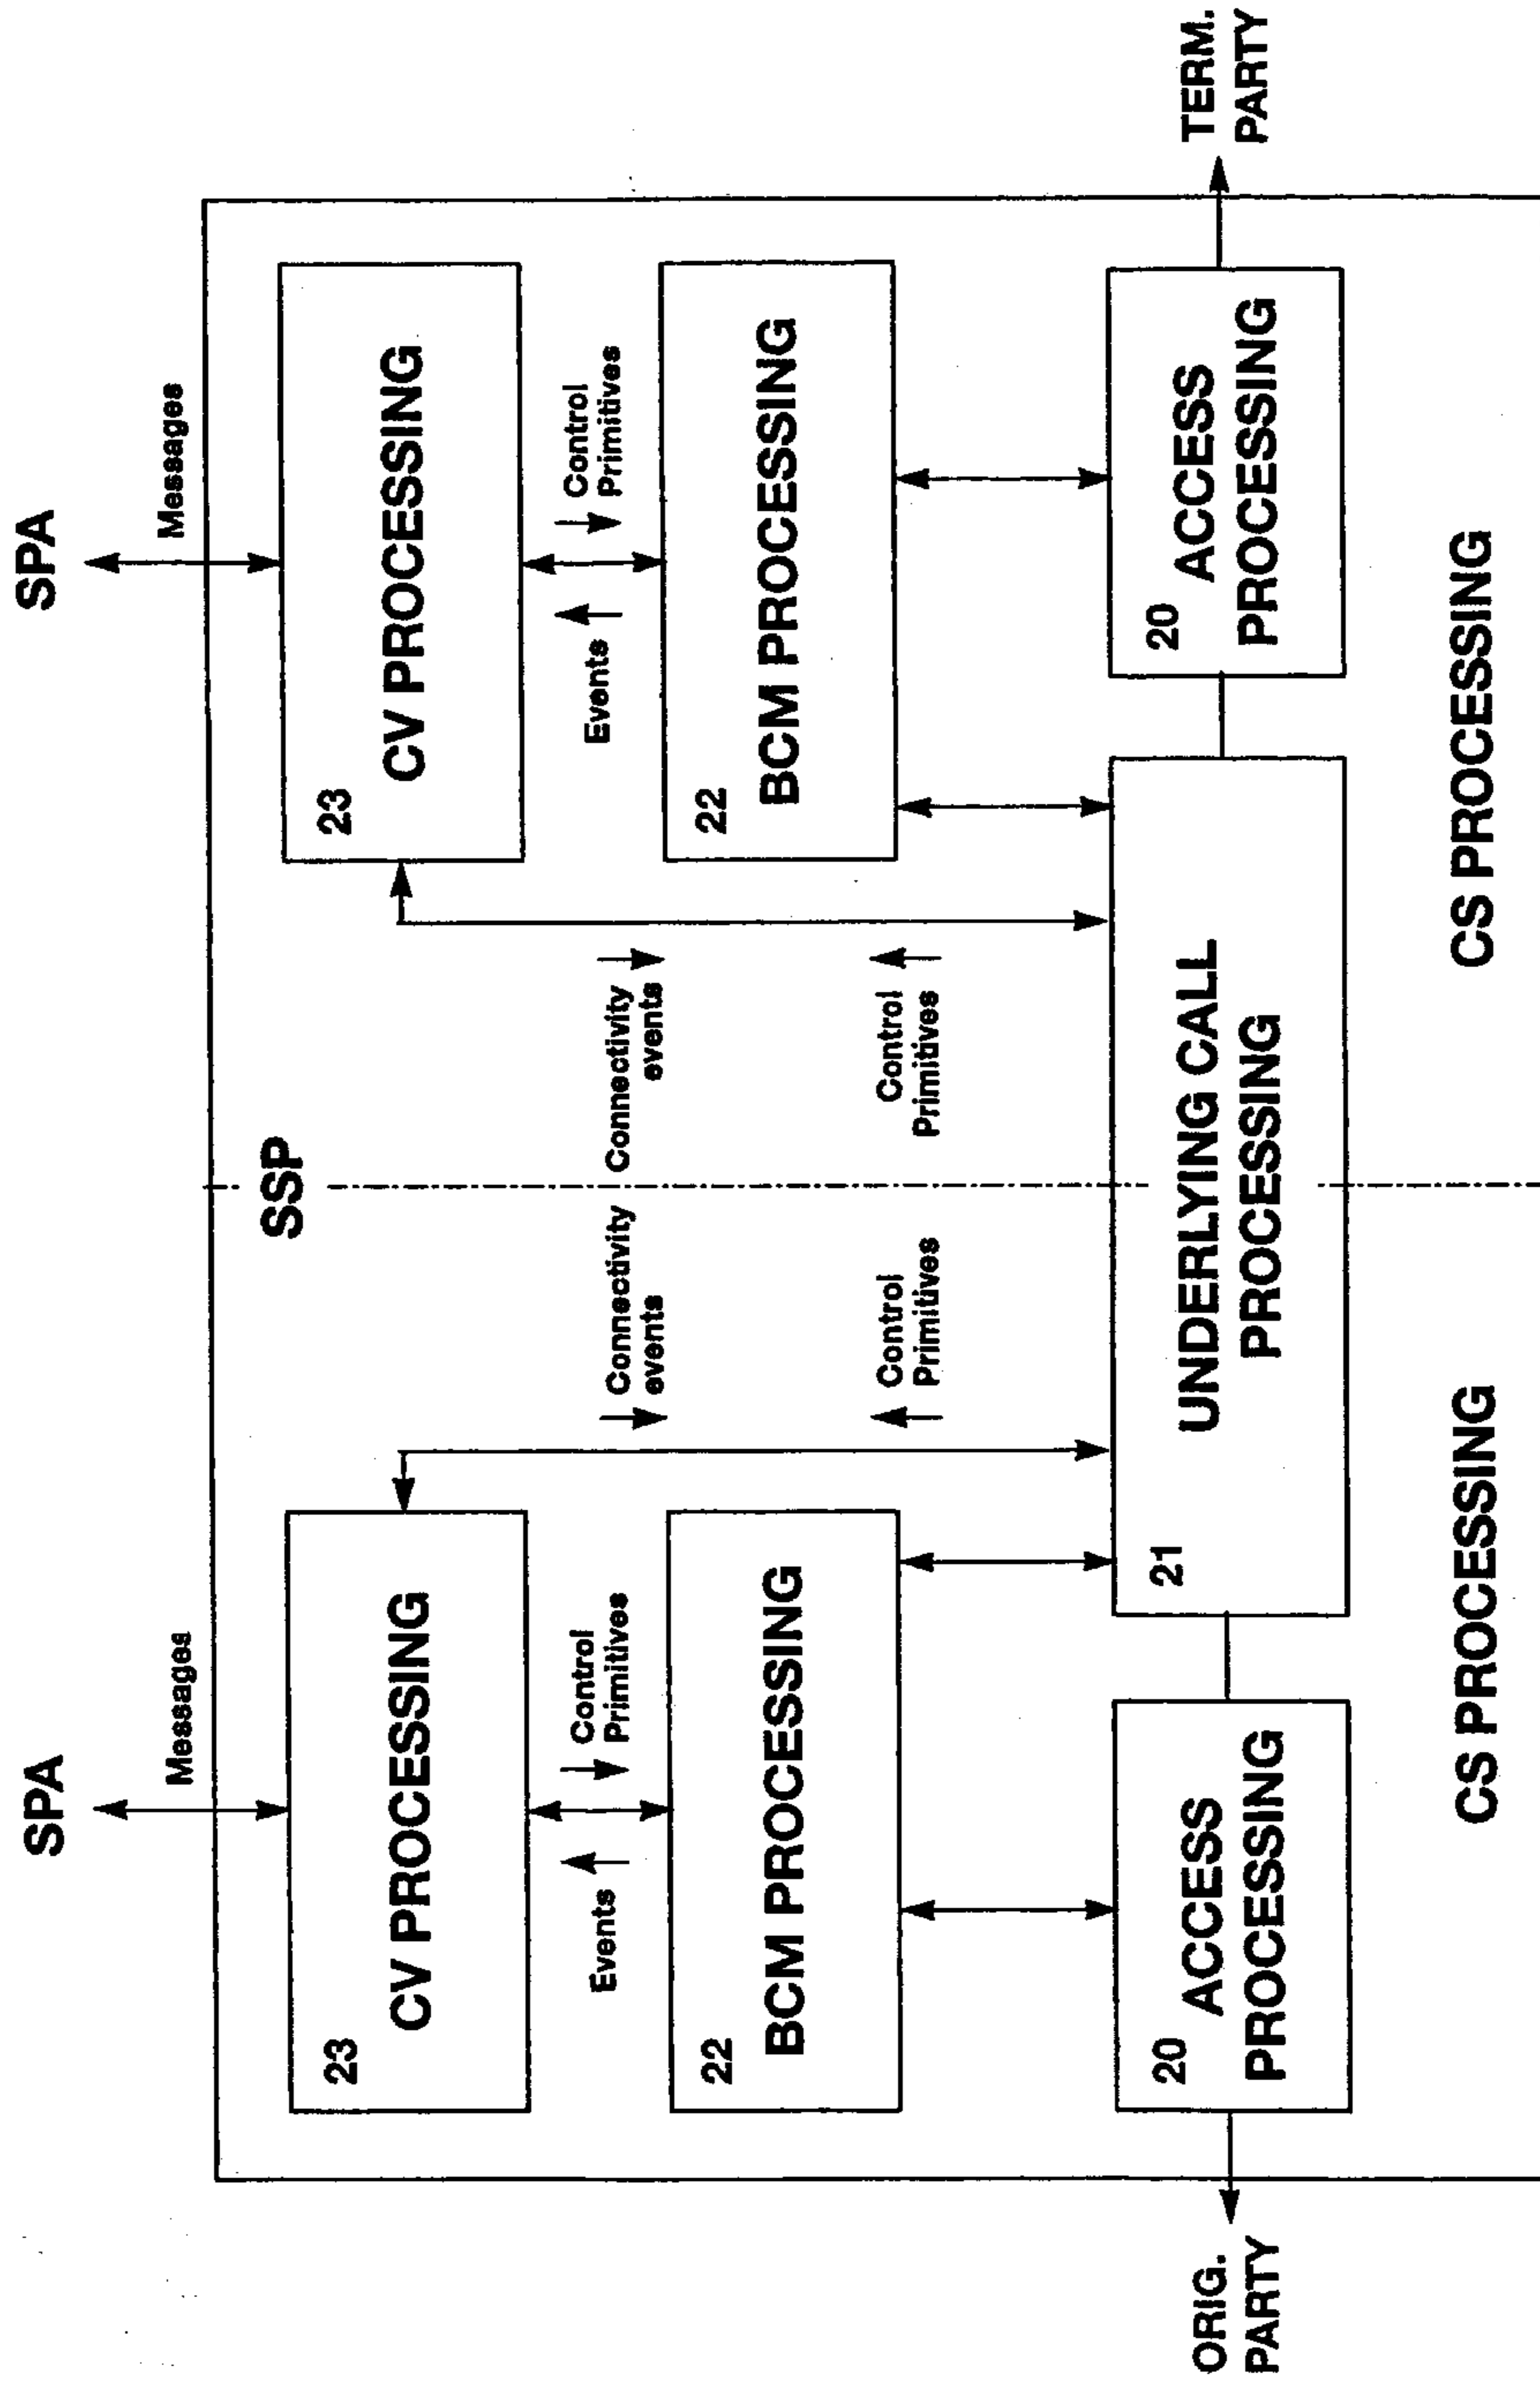 SPA
SPA
Messages
Messages
SSP
23
CV PROCESSING
23
CV PROCESSING
Events
Control
Primitives
Connectivity
events
Connectivity
events
Events
Control
Primitives
22
BCM PROCESSING
22
BCM PROCESSING
Control
Primitives
Control
Primitives
ORIG.
PARTY
20
ACCESS
PROCESSING
21
UNDERLYING CALL
PROCESSING
20
ACCESS
PROCESSING
TERM.
PARTY
CS PROCESSING
CS PROCESSING